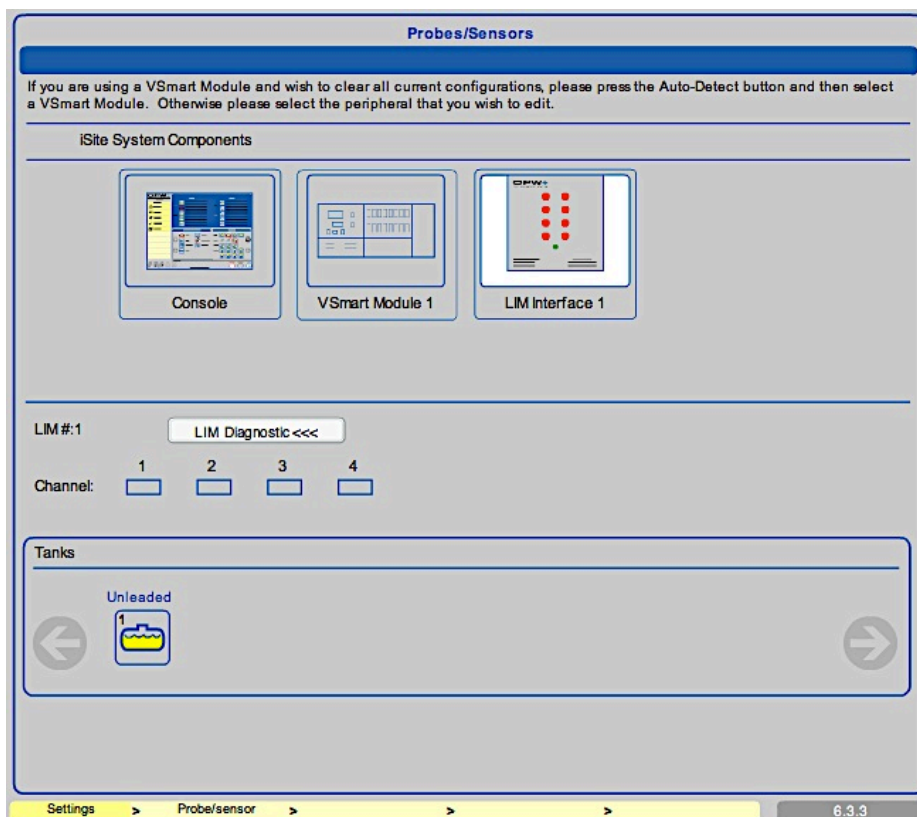 Probes/Sensors
If you are using a VSmart Module and wish to clear all current configurations, please press the Auto-Detect button and then select
a VSmart Module. Otherwise please select the peripheral that you wish to edit.
iSite System Components
OPW
Console
VSmart Module 1
LIM Interface 1
LIM #:1
LIM Diagnostic <<<
1 2 3 4
Channel:
Tanks
Unleaded
1
Settings > Probe/sensor > > >
6.3.3